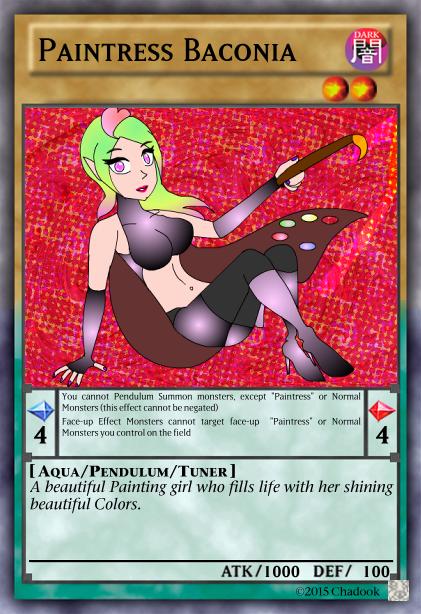 PAINTRESS BACONIA
DARK
闇
You cannot Pendulum Summon monsters, except "Paintress" or Normal
Monsters (this effect cannot be negated)
Face-up Effect Monsters cannot target face-up "Paintress" or Normal
Monsters you control on the field
4
4
[ AQUA/PENDULUM/TUNER ]
A beautiful Painting girl who fills life with her shining
beautiful Colors.
ATK/1000 DEF/ 100
©2015 Chadook